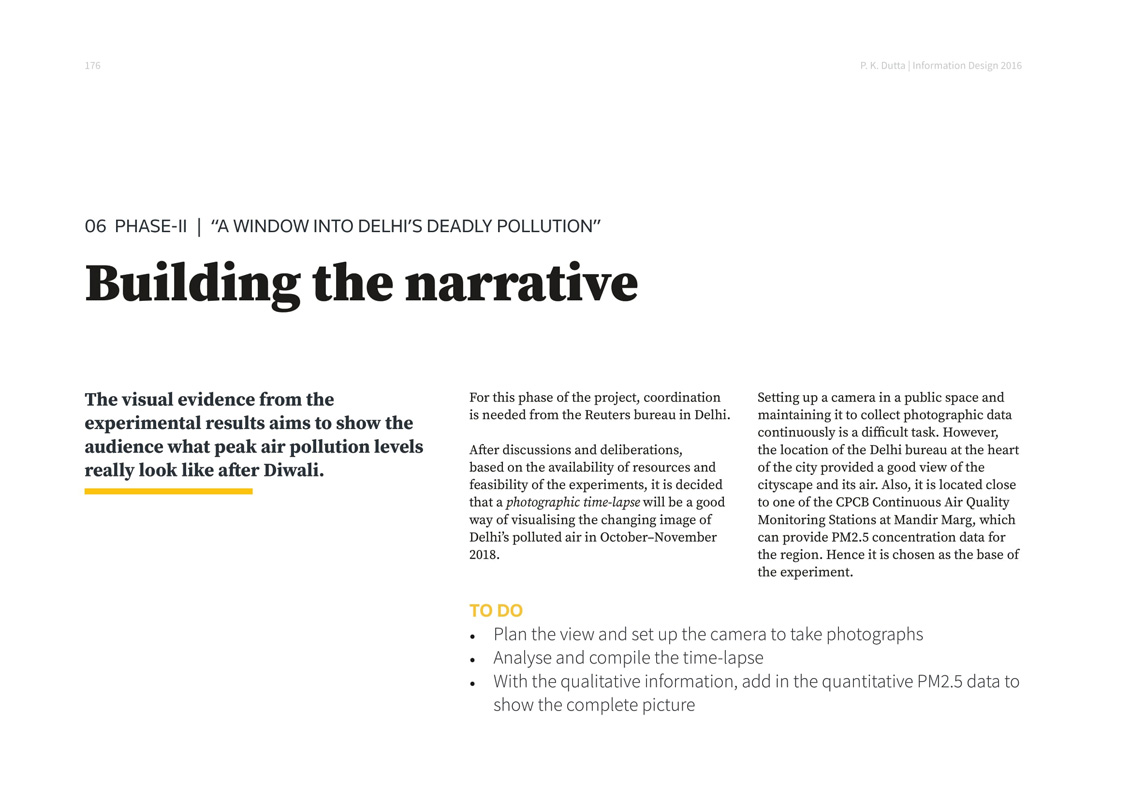 176
P. K. Dutta | Information Design 2016
06 PHASE-II | “A WINDOW INTO DELHI’S DEADLY POLLUTION”
Building the narrative
The visual evidence from the
experimental results aims to show the
audience what peak air pollution levels
really look like after Diwali.
For this phase of the project, coordination
is needed from the Reuters bureau in Delhi.
After discussions and deliberations,
based on the availability of resources and
feasibility of the experiments, it is decided
that a photographic time-lapse will be a good
way of visualising the changing image of
Delhi’s polluted air in October–November
2018.
Setting up a camera in a public space and
maintaining it to collect photographic data
continuously is a difficult task. However,
the location of the Delhi bureau at the heart
of the city provided a good view of the
cityscape and its air. Also, it is located close
to one of the CPCB Continuous Air Quality
Monitoring Stations at Mandir Marg, which
can provide PM2.5 concentration data for
the region. Hence it is chosen as the base of
the experiment.
TO DO
• Plan the view and set up the camera to take photographs
• Analyse and compile the time-lapse
• With the qualitative information, add in the quantitative PM2.5 data to
show the complete picture